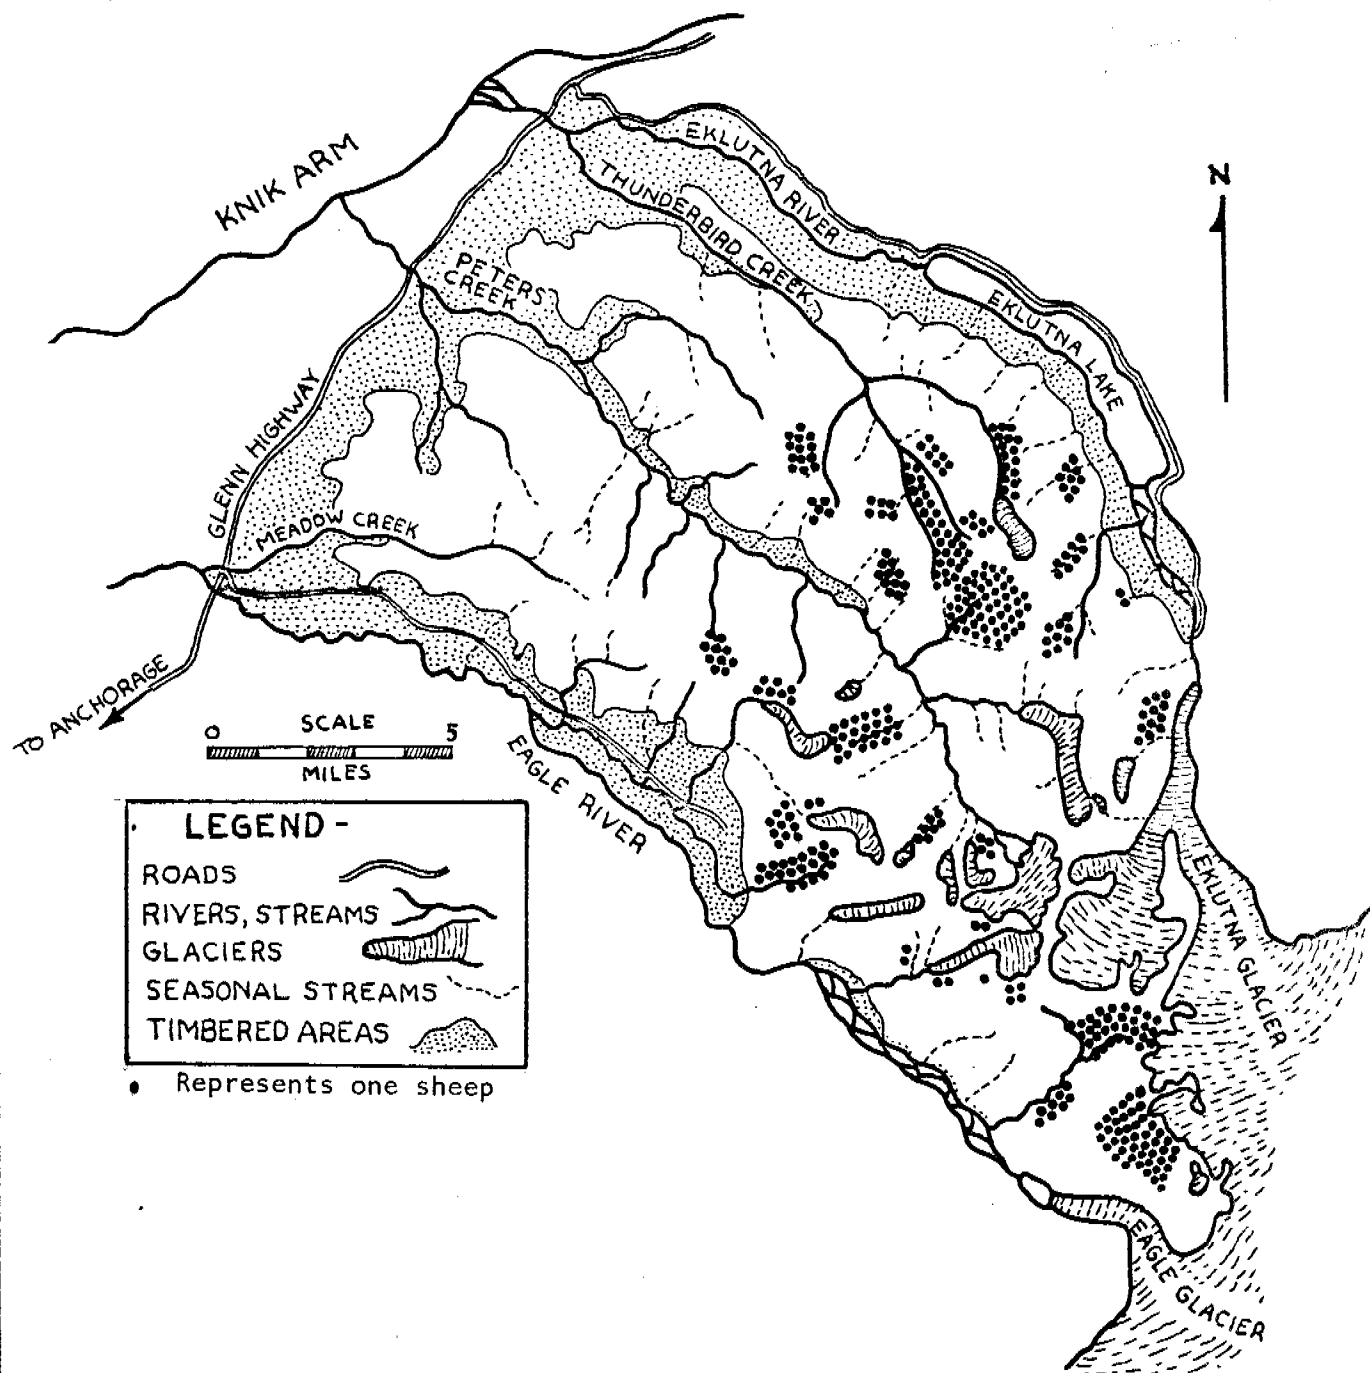 N
KNIK ARM
EKLUTNA RIVER
THUNDERBIRD CREEK
PETERS
CREEK
EKLUTNA LAKE
GLENN HIGHWAY
MEADOW CREEK
TO ANCHORAGE
SCALE
0 5
MILES
EAGLE RIVER
LEGEND -
ROADS
RIVERS, STREAMS
GLACIERS
SEASONAL STREAMS
TIMBERED AREAS
Represents one sheep
EKLUTNA GLACIER
EAGLE GLACIER